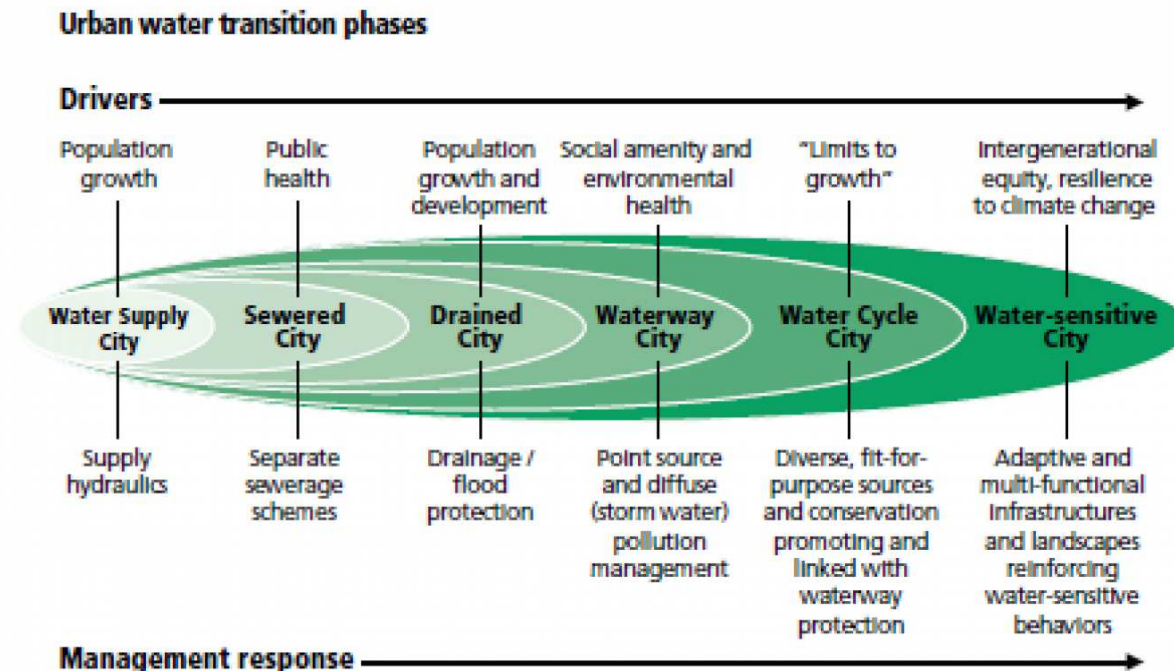 Urban water transition phases
Drivers
Population
growth
Public
health
Population
growth and
development
Social amenity and
environmental
health
"Limits to
growth"
Intergenerational
equity, resilience
to climate change
Water Supply
City
Sewered
City
Drained
City
Waterway
City
Water Cycle
City
Water-sensitive
City
Supply
hydraulics
Separate
sewerage
schemes
Drainage /
flood
protection
Point source
and diffuse
(storm water)
pollution
management
Diverse, fit-for-
purpose sources
and conservation
promoting and
linked with
waterway
protection
Adaptive and
multi-functional
infrastructures
and landscapes
reinforcing
water-sensitive
behaviors
Management response